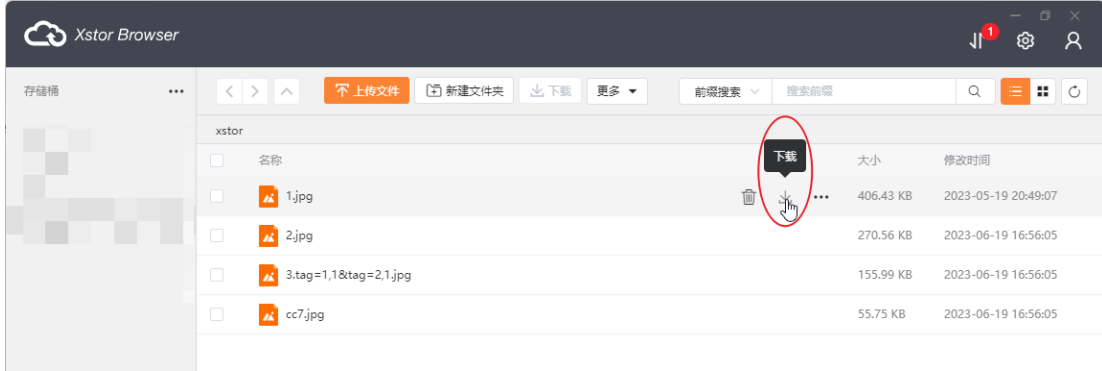 Xstor Browser
1
存储桶 •••
上传文件 新建文件夹 下载 更多 前缀搜索 搜索前缀
xstor
名称 下载 大小 修改时间
1.jpg ••• 406.43 KB 2023-05-19 20:49:07
2.jpg 270.56 KB 2023-06-19 16:56:05
3.tag=1,1&tag=2,1.jpg 155.99 KB 2023-06-19 16:56:05
cc7.jpg 55.75 KB 2023-06-19 16:56:05